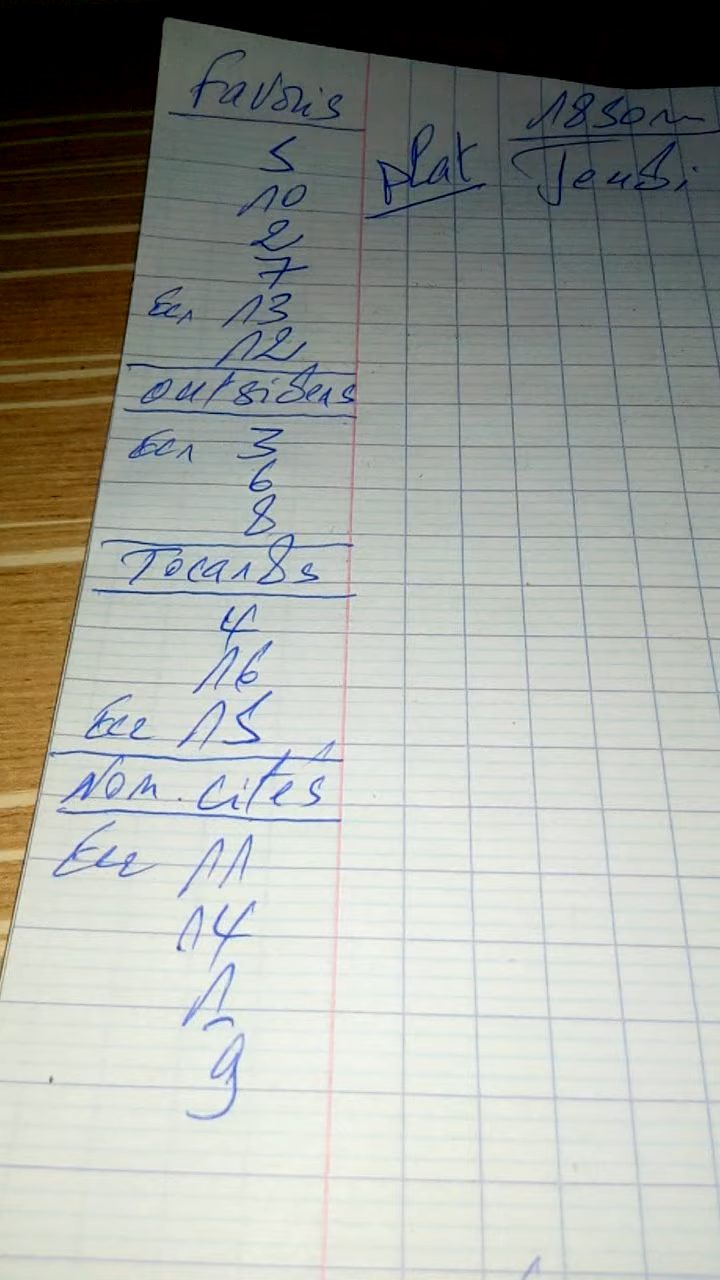 Favoris
5
10
2
7
Ecr 13
12
outsiders
Ecr 3
6
8
Tocards
4
16
Ecr 15
Non. cités
Ecr 11
14
1
9
plat
1850m
Jeudi